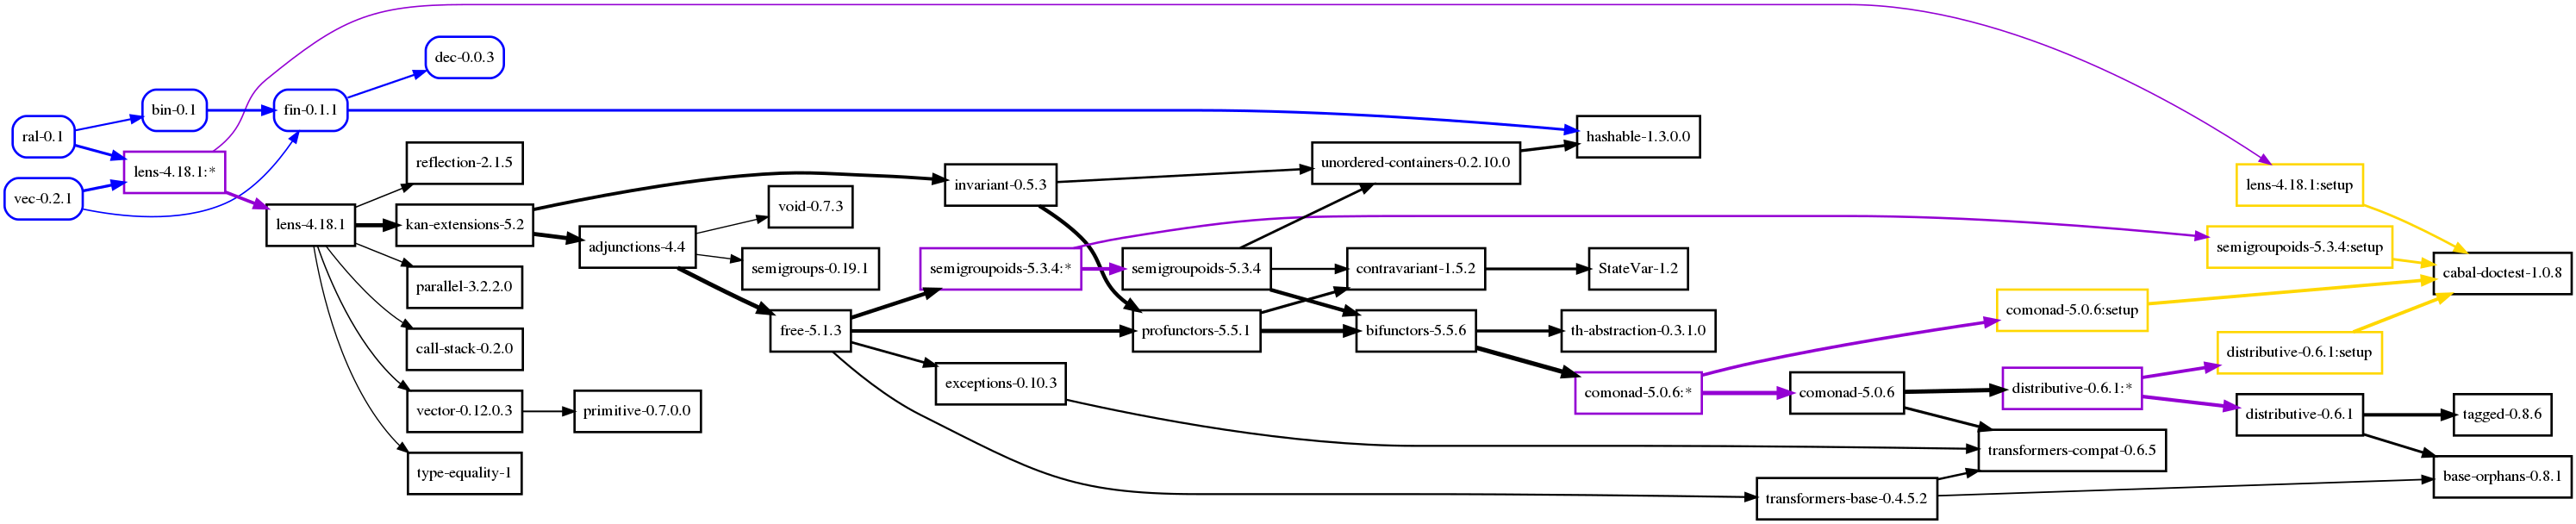 dec-0.0.3
bin-0.1
fin-0.1.1
ral-0.1
hashable-1.3.0.0
lens-4.18.1:*
reflection-2.1.5
unordered-containers-0.2.10.0
vec-0.2.1
invariant-0.5.3
lens-4.18.1:setup
void-0.7.3
lens-4.18.1
kan-extensions-5.2
adjunctions-4.4
semigroupoids-5.3.4:setup
semigroups-0.19.1
semigroupoids-5.3.4:*
semigroupoids-5.3.4
contravariant-1.5.2
StateVar-1.2
cabal-doctest-1.0.8
parallel-3.2.2.0
comonad-5.0.6:setup
free-5.1.3
profunctors-5.5.1
bifunctors-5.5.6
th-abstraction-0.3.1.0
call-stack-0.2.0
distributive-0.6.1:setup
exceptions-0.10.3
comonad-5.0.6:*
comonad-5.0.6
distributive-0.6.1:*
vector-0.12.0.3
primitive-0.7.0.0
distributive-0.6.1
tagged-0.8.6
transformers-compat-0.6.5
type-equality-1
base-orphans-0.8.1
transformers-base-0.4.5.2